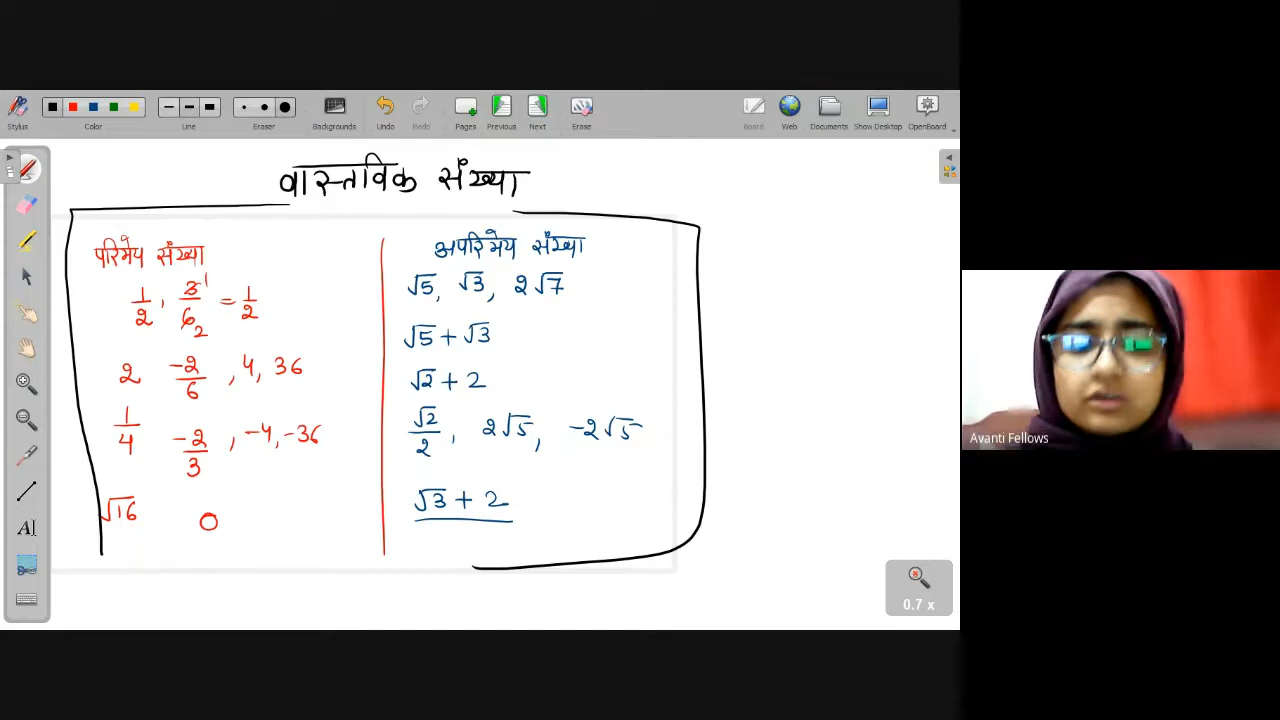 Stylus
Color
Line
Eraser
Backgrounds
Undo
Redo
Pages
Previous
Next
Erase
Board
Web
Documents
Show Desktop
OpenBoard
वास्तविक संख्या
परिमेय संख्या
1/2, 3/6 1 2 = 1/2
2 -2/6, 4, 36
1/4 -2/3, -4, -36
√16 0
अपरिमेय संख्या
√5, √3, 2√7
√5 + √3
√2 + 2
√2/2, 2√5, -2√5
√3 + 2
0.7 x
Avanti Fellows